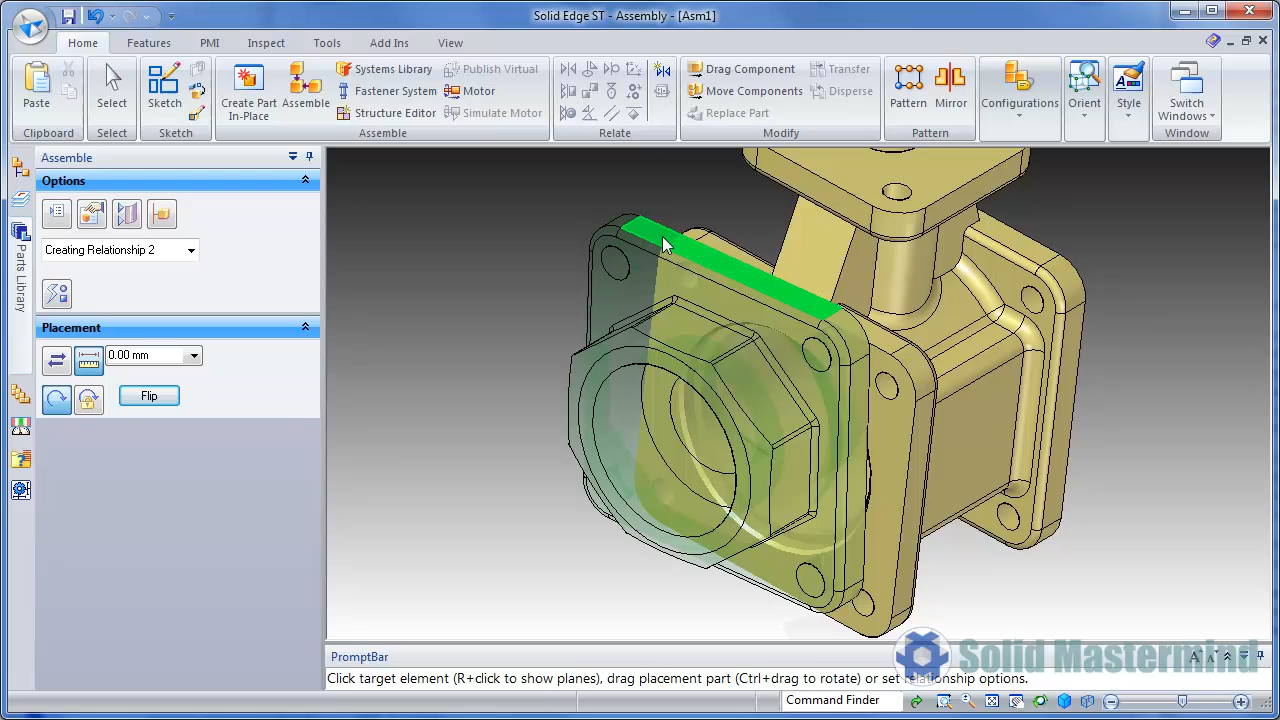 Solid Edge ST - Assembly - [Asm1]
Home Features PMI Inspect Tools Add Ins View
Paste
Clipboard
Select
Select
Sketch
Sketch
Create Part In-Place
Assemble
Systems Library
Fastener Syste
Structure Editor
Publish Virtual
Motor
Simulate Motor
Assemble
Relate
Drag Component
Move Components
Replace Part
Transfer
Disperse
Modify
Pattern
Mirror
Pattern
Configurations
Orient
Style
Switch Windows
Window
Assemble
Options
Creating Relationship 2
Placement
0.00 mm
Flip
Parts Library
PromptBar
Click target element (R+click to show planes), drag placement part (Ctrl+drag to rotate) or set relationship options.
Command Finder
Solid Mastermind